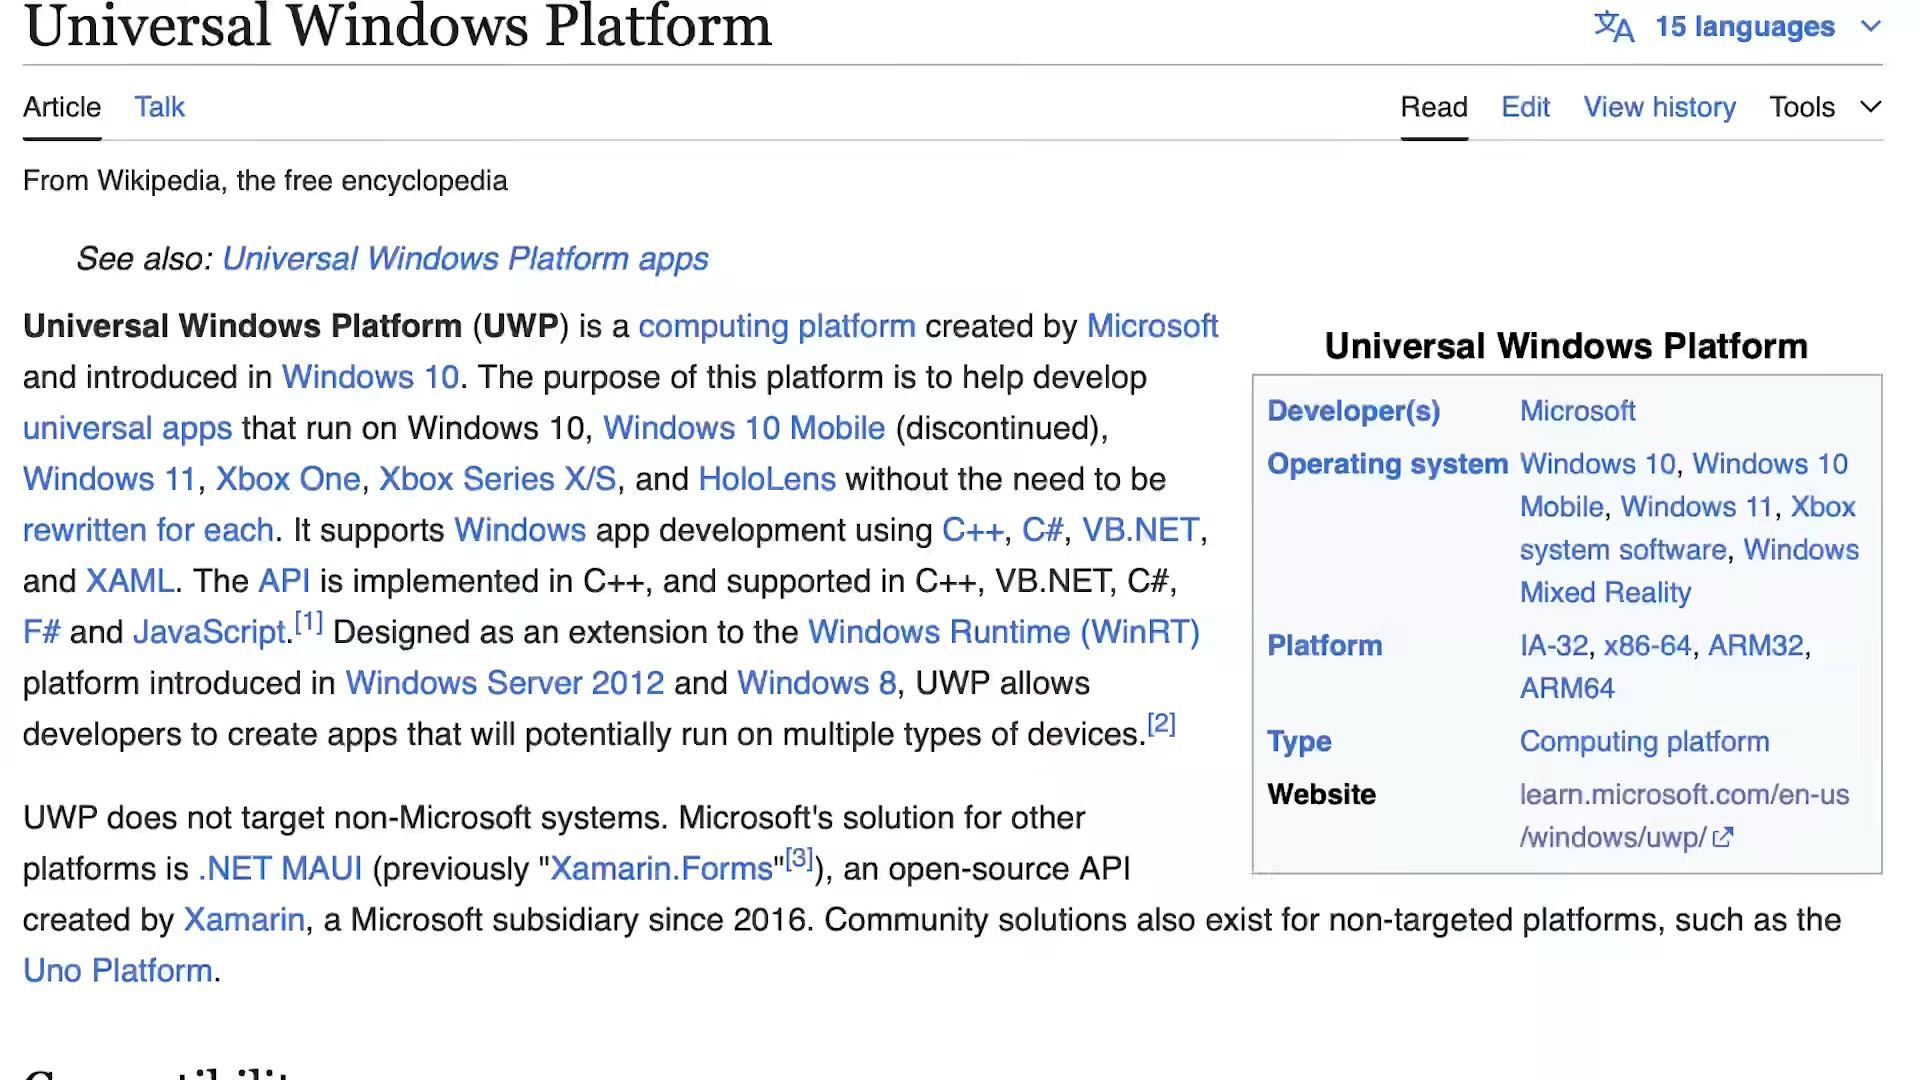 Universal Windows Platform
15 languages
Article Talk
Read Edit View history Tools
From Wikipedia, the free encyclopedia
See also: Universal Windows Platform apps
Universal Windows Platform (UWP) is a computing platform created by Microsoft
and introduced in Windows 10. The purpose of this platform is to help develop
universal apps that run on Windows 10, Windows 10 Mobile (discontinued),
Windows 11, Xbox One, Xbox Series X/S, and HoloLens without the need to be
rewritten for each. It supports Windows app development using C++, C#, VB.NET,
and XAML. The API is implemented in C++, and supported in C++, VB.NET, C#,
F# and JavaScript.[1] Designed as an extension to the Windows Runtime (WinRT)
platform introduced in Windows Server 2012 and Windows 8, UWP allows
developers to create apps that will potentially run on multiple types of devices.[2]
UWP does not target non-Microsoft systems. Microsoft's solution for other
platforms is .NET MAUI (previously "Xamarin.Forms"[3]), an open-source API
created by Xamarin, a Microsoft subsidiary since 2016. Community solutions also exist for non-targeted platforms, such as the
Uno Platform.
Universal Windows Platform
Developer(s) Microsoft
Operating system Windows 10, Windows 10
Mobile, Windows 11, Xbox
system software, Windows
Mixed Reality
Platform IA-32, x86-64, ARM32,
ARM64
Type Computing platform
Website learn.microsoft.com/en-us
/windows/uwp/